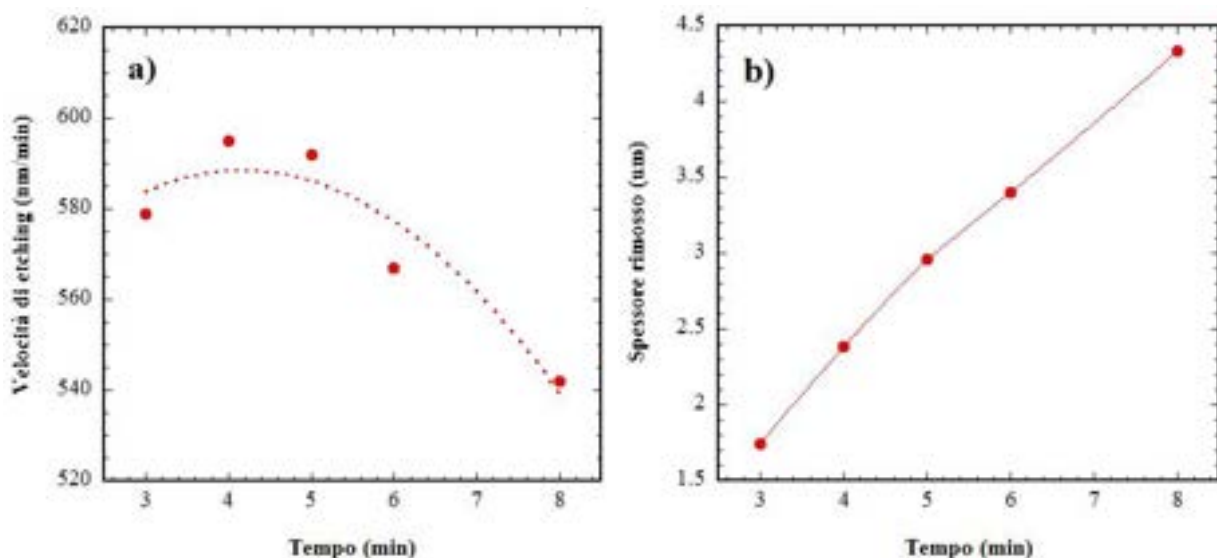 a)
620
600
580
560
540
520
Velocità di etching (nm/min)
3 4 5 6 7 8
Tempo (min)
b)
4.5
4
3.5
3
2.5
2
1.5
Spessore rimosso (um)
3 4 5 6 7 8
Tempo (min)